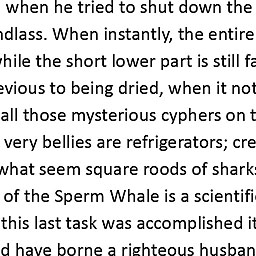 when he tried to shut down the
ndlass. When instantly, the entire
while the short lower part is still fa
evious to being dried, when it not
all those mysterious cyphers on t
very bellies are refrigerators; cre
what seem square roods of sharks
of the Sperm Whale is a scientifi
this last task was accomplished it
d have borne a righteous husban